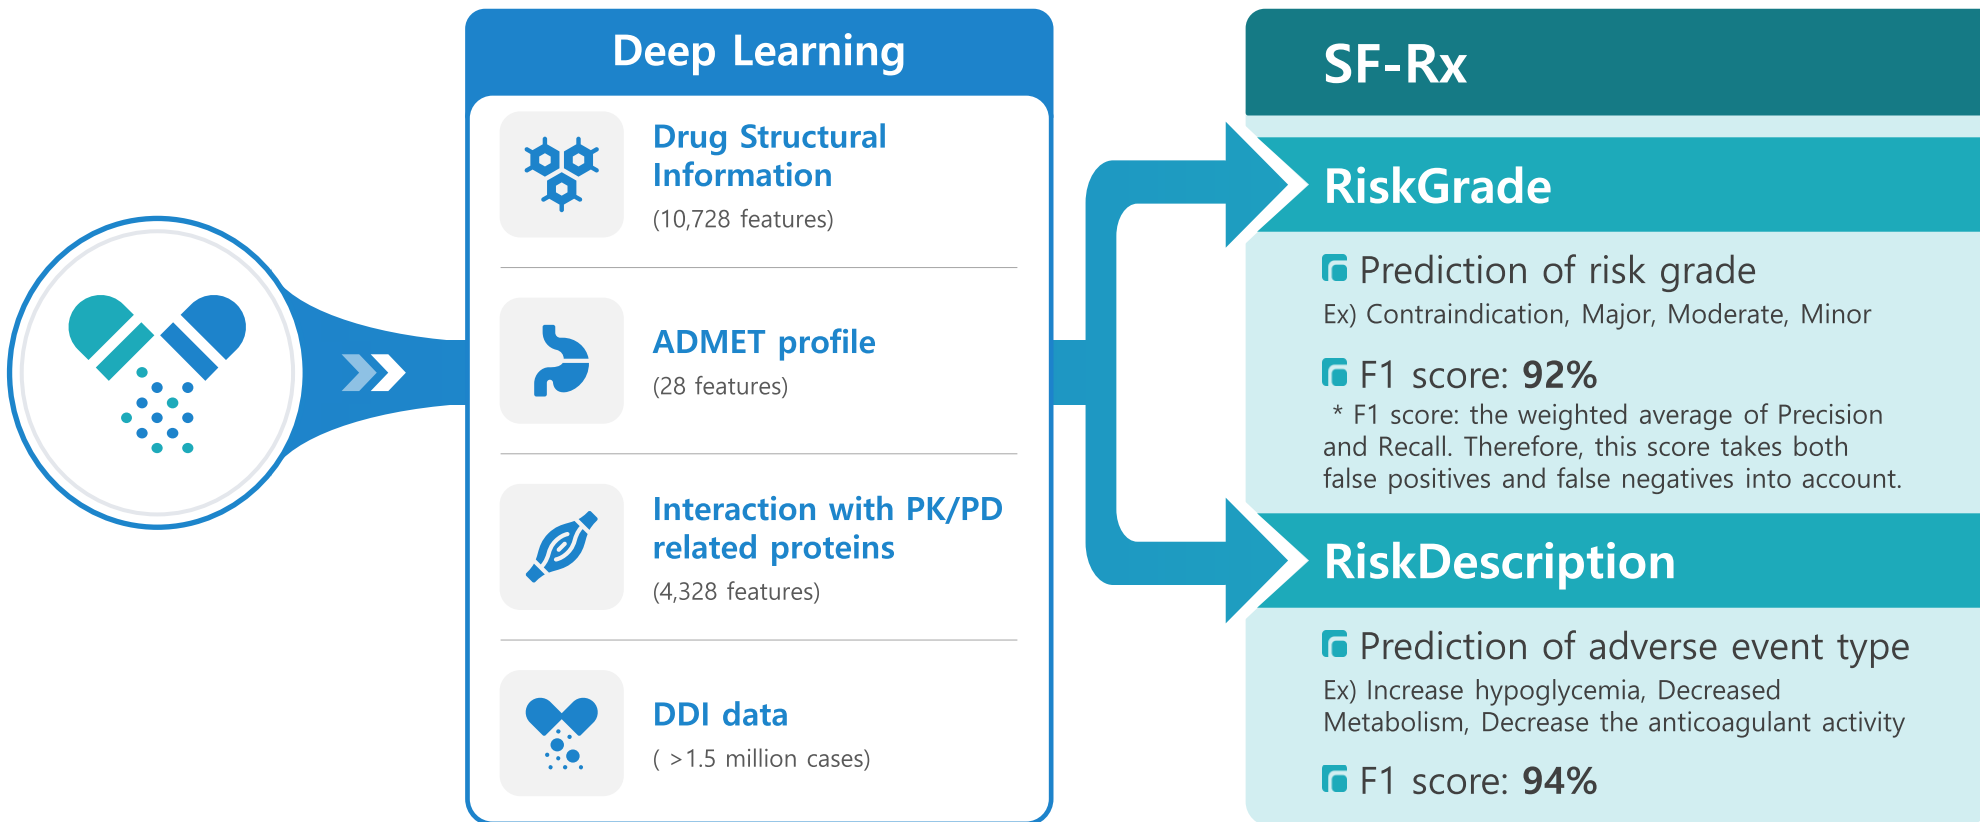 Deep Learning
Drug Structural
Information
(10,728 features)
ADMET profile
(28 features)
Interaction with PK/PD
related proteins
(4,328 features)
DDI data
( >1.5 million cases)
SF-Rx
RiskGrade
Prediction of risk grade
Ex) Contraindication, Major, Moderate, Minor
F1 score: 92%
* F1 score: the weighted average of Precision
and Recall. Therefore, this score takes both
false positives and false negatives into account.
RiskDescription
Prediction of adverse event type
Ex) Increase hypoglycemia, Decreased
Metabolism, Decrease the anticoagulant activity
F1 score: 94%